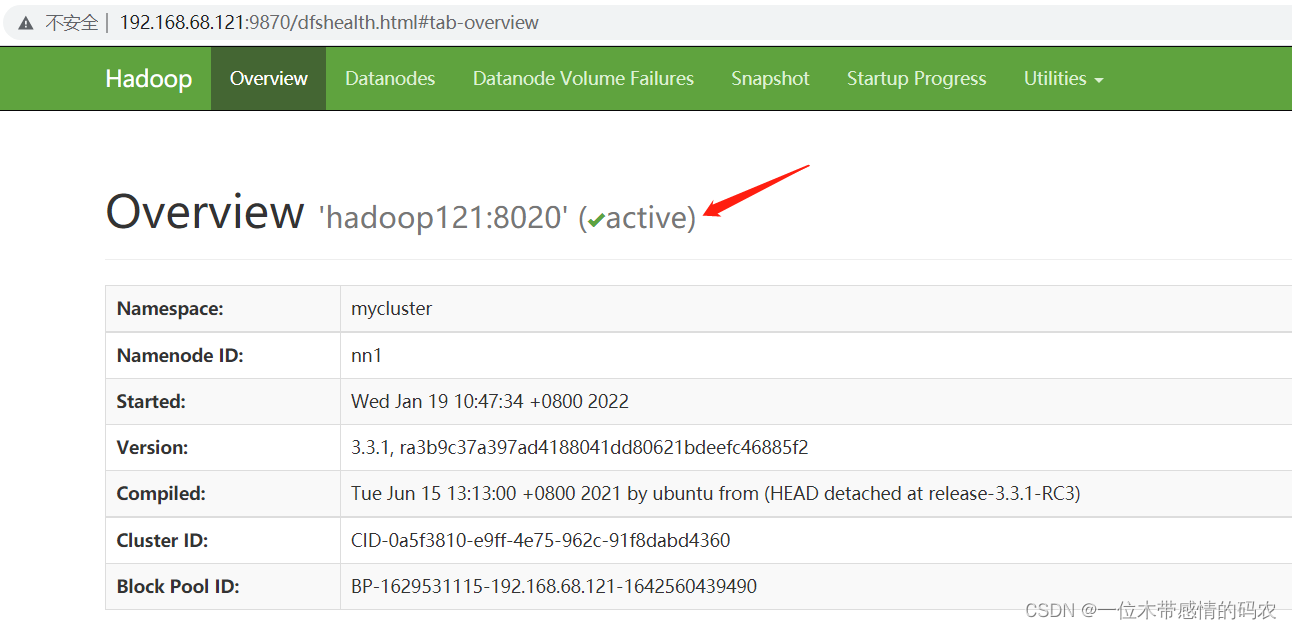 不安全 | 192.168.68.121:9870/dfshealth.html#tab-overview
Hadoop Overview Datanodes Datanode Volume Failures Snapshot Startup Progress Utilities
Overview 'hadoop121:8020' (✔active)
Namespace: mycluster
Namenode ID: nn1
Started: Wed Jan 19 10:47:34 +0800 2022
Version: 3.3.1, ra3b9c37a397ad4188041dd80621bdeefc46885f2
Compiled: Tue Jun 15 13:13:00 +0800 2021 by ubuntu from (HEAD detached at release-3.3.1-RC3)
Cluster ID: CID-0a5f3810-e9ff-4e75-962c-91f8dabd4360
Block Pool ID: BP-1629531115-192.168.68.121-1642560439490
CSDN @一位木带感情的码农